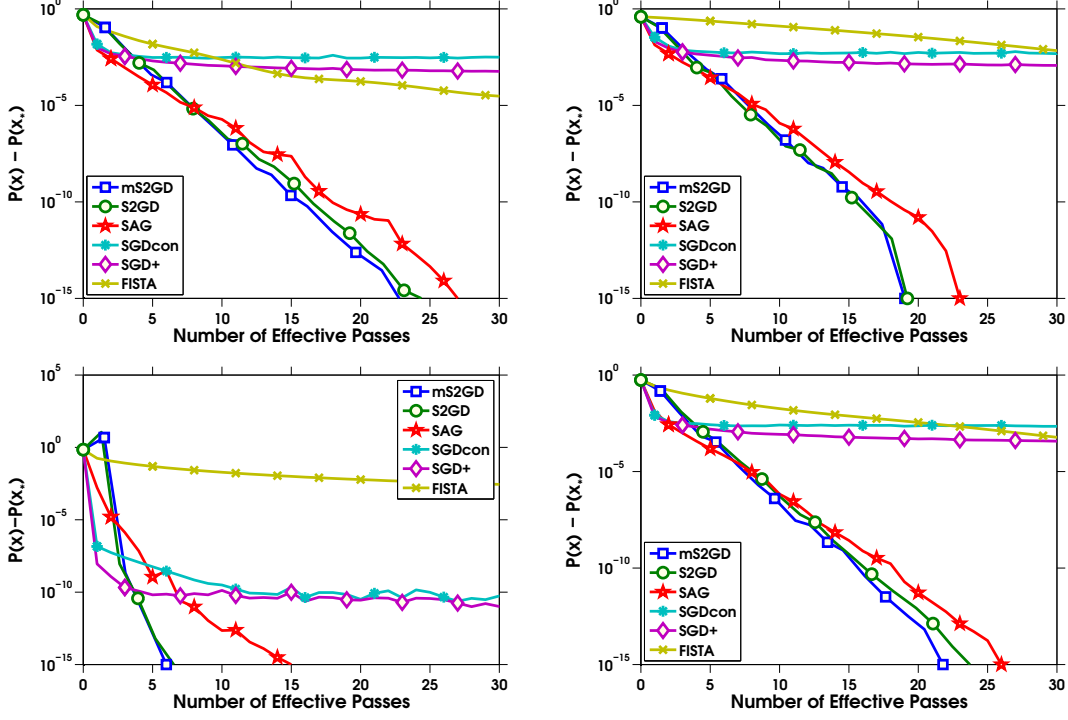 10^0
10^-5
10^-10
10^-15
P(x) − P(x*)
mS2GD
S2GD
SAG
SGDcon
SGD+
FISTA
0 5 10 15 20 25 30
Number of Effective Passes
10^0
10^-5
10^-10
10^-15
P(x) − P(x*)
mS2GD
S2GD
SAG
SGDcon
SGD+
FISTA
0 5 10 15 20 25 30
Number of Effective Passes
10^5
10^0
10^-5
10^-10
10^-15
P(x)−P(x*)
mS2GD
S2GD
SAG
SGDcon
SGD+
FISTA
0 5 10 15 20 25 30
Number of Effective Passes
10^0
10^-5
10^-10
10^-15
P(x) − P(x*)
mS2GD
S2GD
SAG
SGDcon
SGD+
FISTA
0 5 10 15 20 25 30
Number of Effective Passes